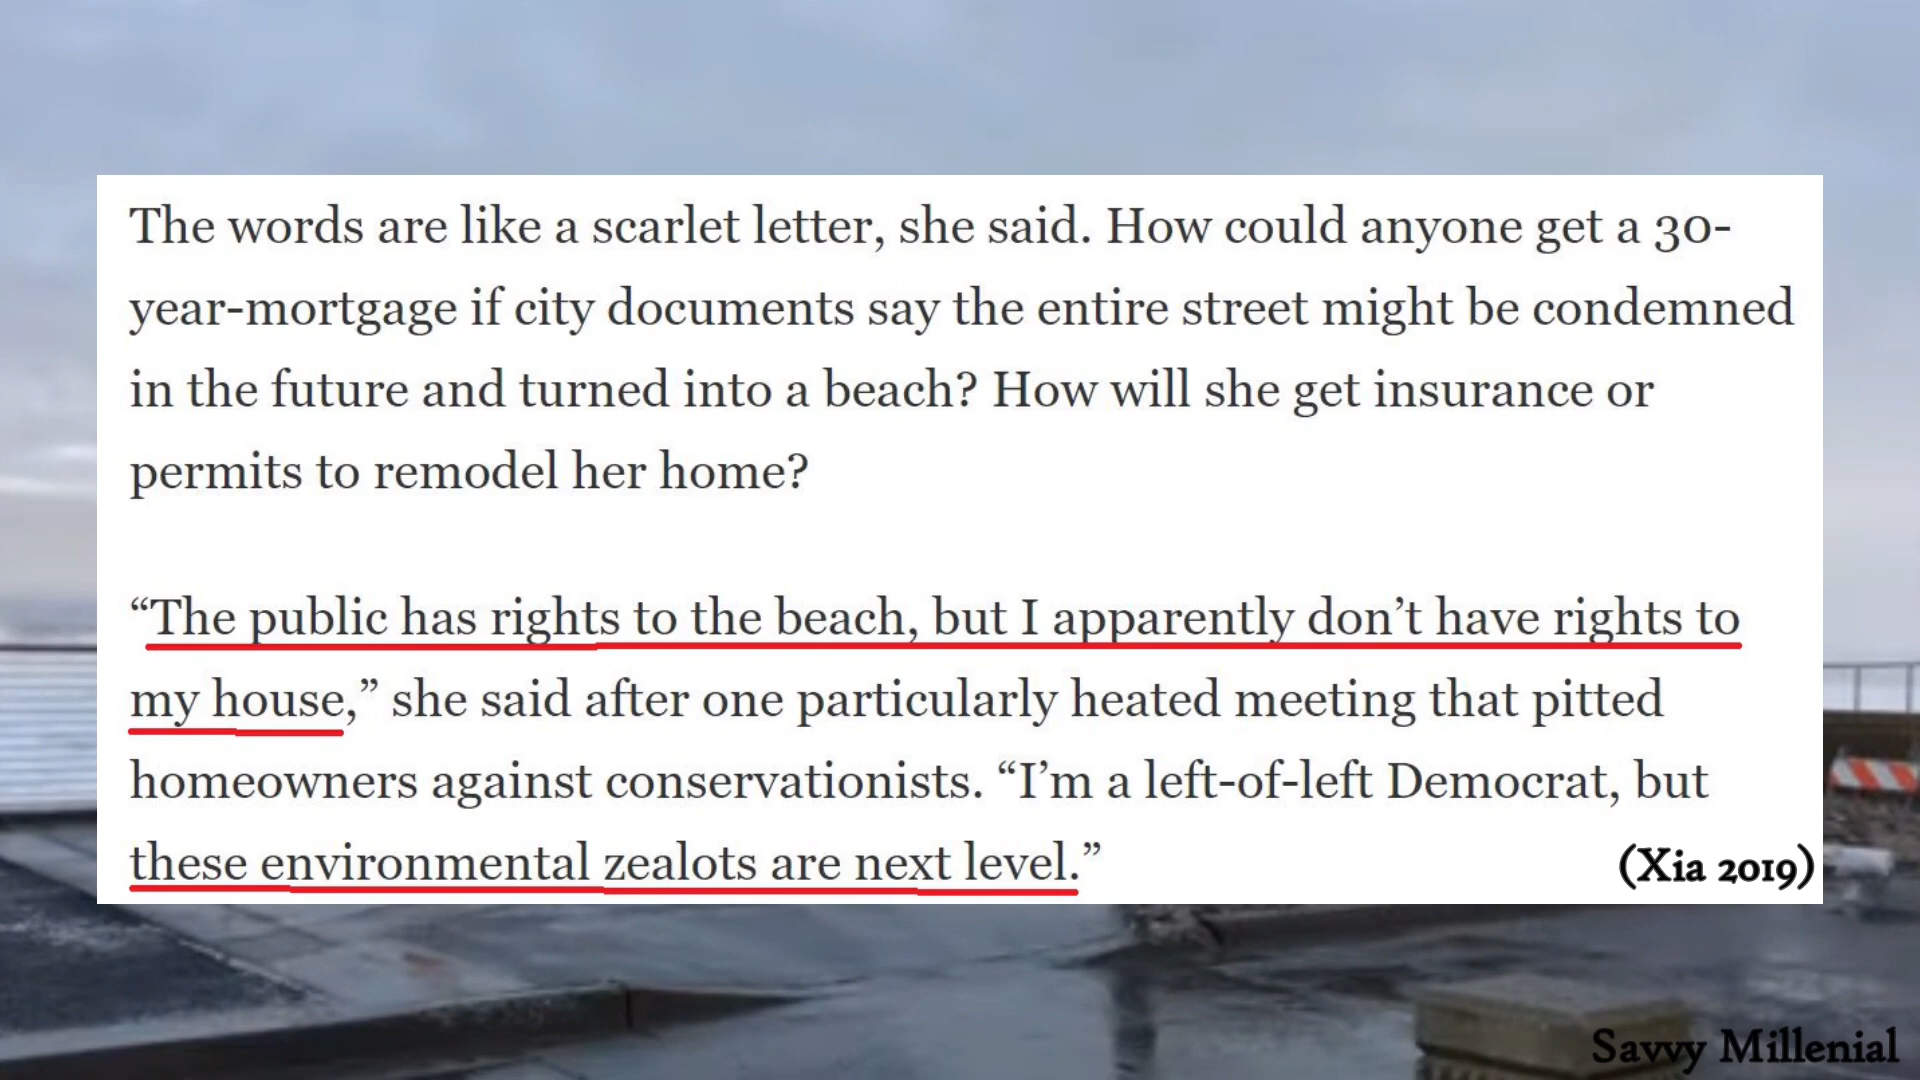 The words are like a scarlet letter, she said. How could anyone get a 30-
year-mortgage if city documents say the entire street might be condemned
in the future and turned into a beach? How will she get insurance or
permits to remodel her home?
“The public has rights to the beach, but I apparently don’t have rights to
my house,” she said after one particularly heated meeting that pitted
homeowners against conservationists. “I’m a left-of-left Democrat, but
these environmental zealots are next level.”
(Xia 2019)
Savvy Millenial